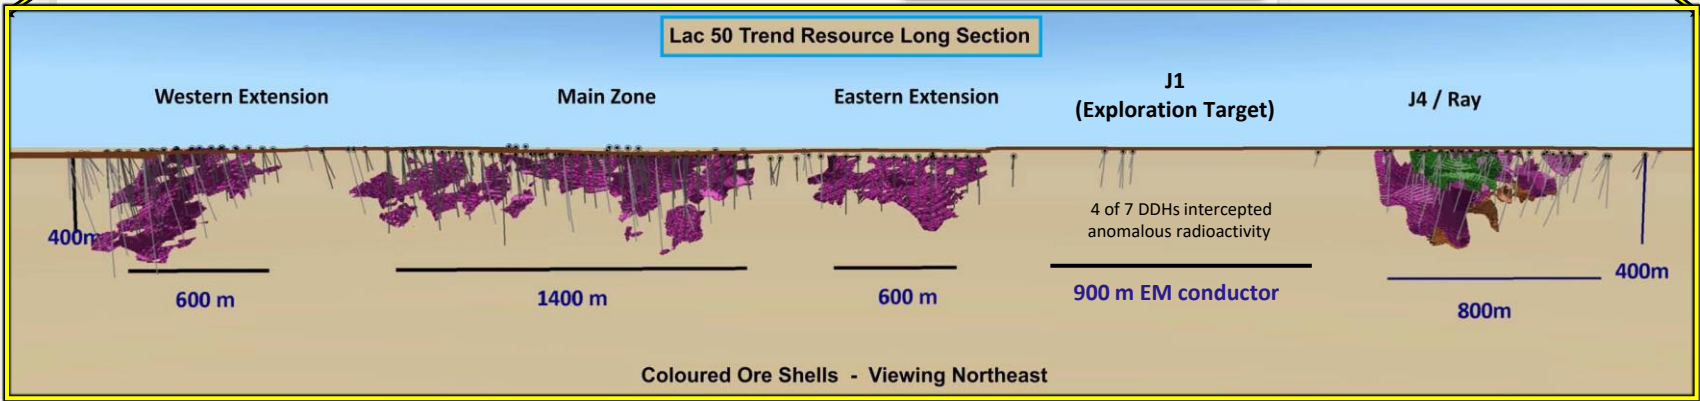 Lac 50 Trend Resource Long Section
Western Extension
Main Zone
Eastern Extension
J1
(Exploration Target)
J4 / Ray
4 of 7 DDHs intercepted
anomalous radioactivity
400m
600 m
1400 m
600 m
900 m EM conductor
800m
400m
Coloured Ore Shells - Viewing Northeast